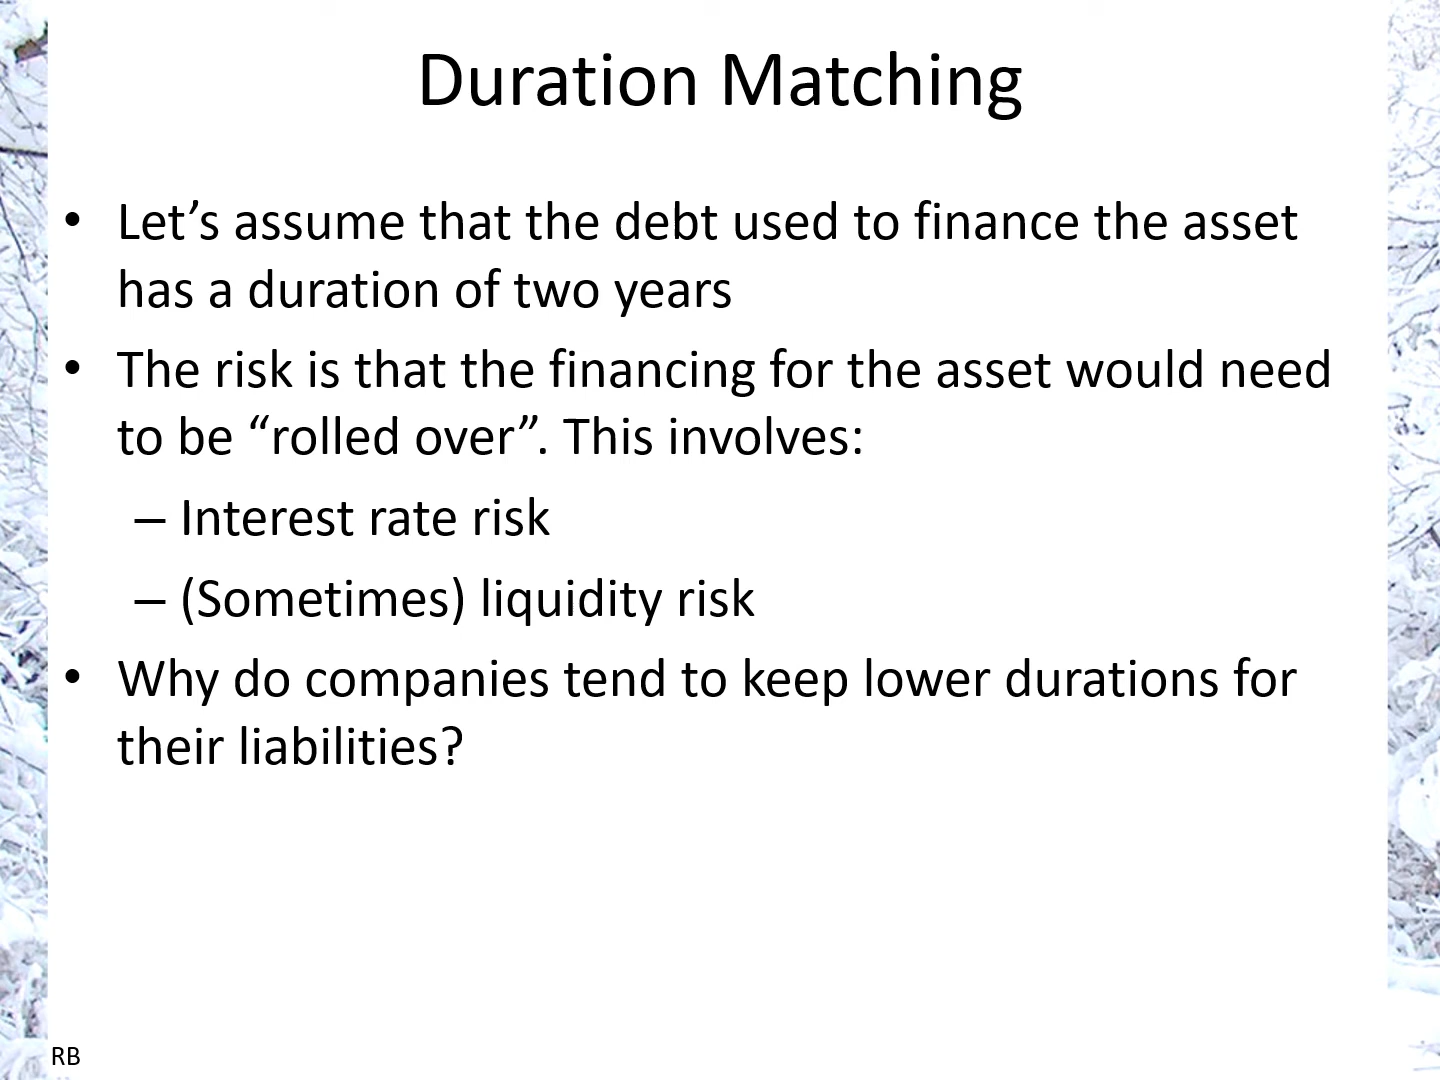 Duration Matching
• Let’s assume that the debt used to finance the asset
has a duration of two years
• The risk is that the financing for the asset would need
to be “rolled over”. This involves:
– Interest rate risk
– (Sometimes) liquidity risk
• Why do companies tend to keep lower durations for
their liabilities?
RB